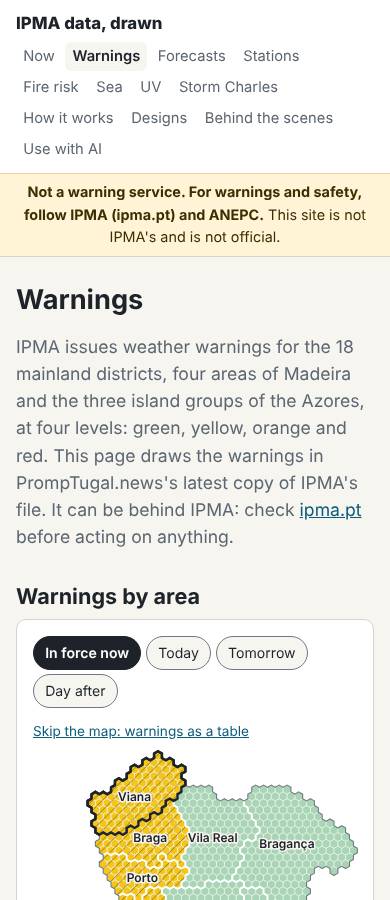 IPMA data, drawn
Now Warnings Forecasts Stations
Fire risk Sea UV Storm Charles
How it works Designs Behind the scenes
Use with AI
Not a warning service. For warnings and safety,
follow IPMA (ipma.pt) and ANEPC. This site is not
IPMA's and is not official.
Warnings
IPMA issues weather warnings for the 18
mainland districts, four areas of Madeira
and the three island groups of the Azores,
at four levels: green, yellow, orange and
red. This page draws the warnings in
PrompTugal.news's latest copy of IPMA's
file. It can be behind IPMA: check ipma.pt
before acting on anything.
Warnings by area
In force now Today Tomorrow
Day after
Skip the map: warnings as a table
Viana
Braga Vila Real Bragança
Porto